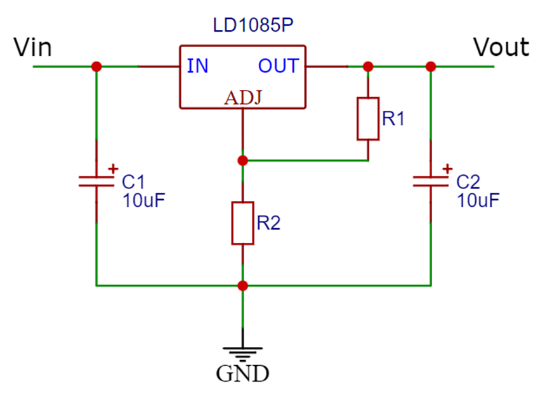 LD1085P
Vin
Vout
IN
OUT
ADJ
R1
+
C1
10uF
+
C2
10uF
R2
GND